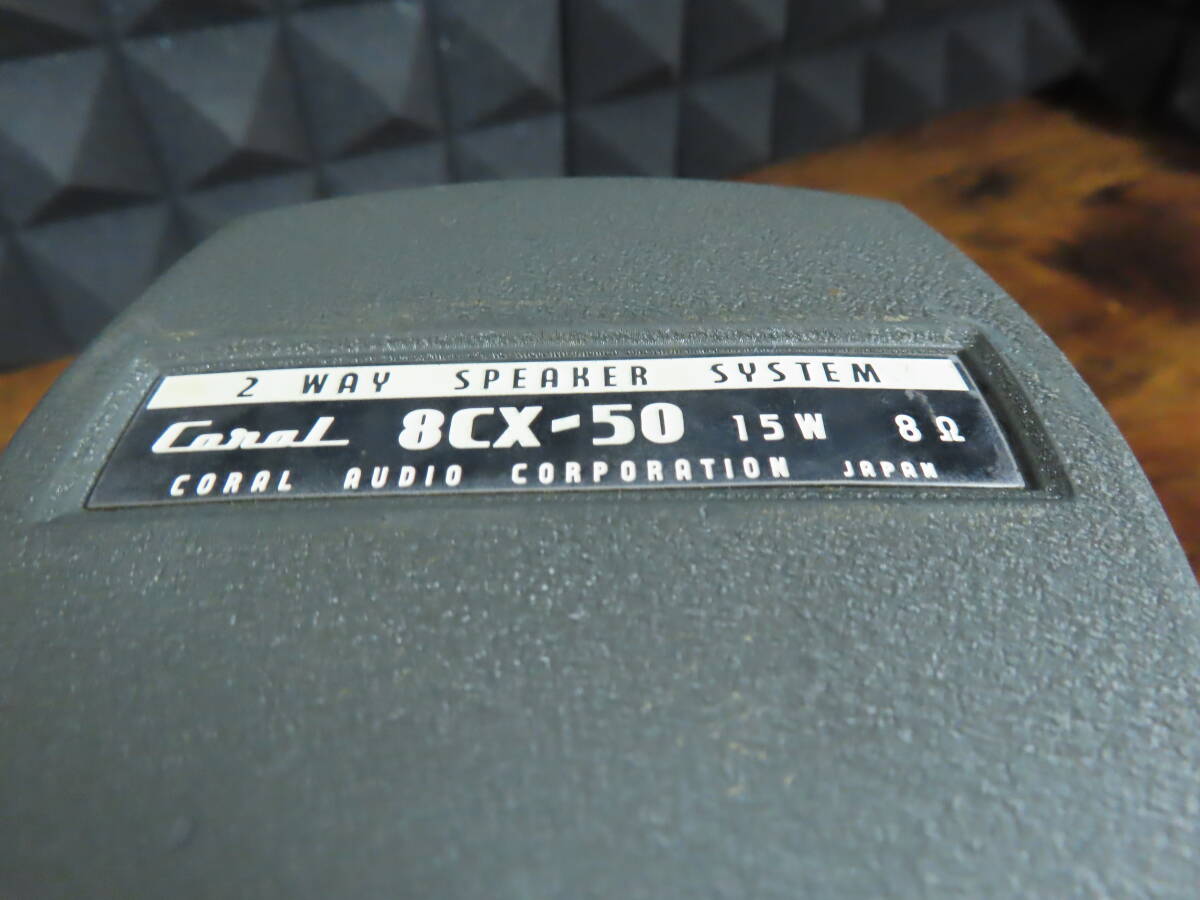 2 WAY SPEAKER SYSTEM
Coral 8CX-50 15W 8Ω
CORAL AUDIO CORPORATION JAPAN